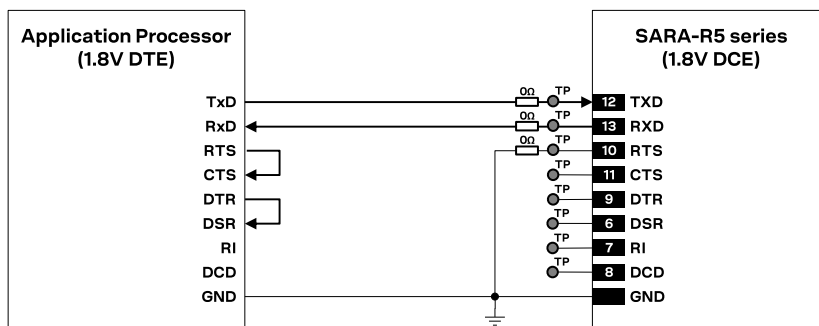 Application Processor
(1.8V DTE)
SARA-R5 series
(1.8V DCE)
TxD 0Ω TP 12 TXD
RxD 0Ω TP 13 RXD
RTS 0Ω TP 10 RTS
CTS TP 11 CTS
DTR TP 9 DTR
DSR TP 6 DSR
RI TP 7 RI
DCD TP 8 DCD
GND GND